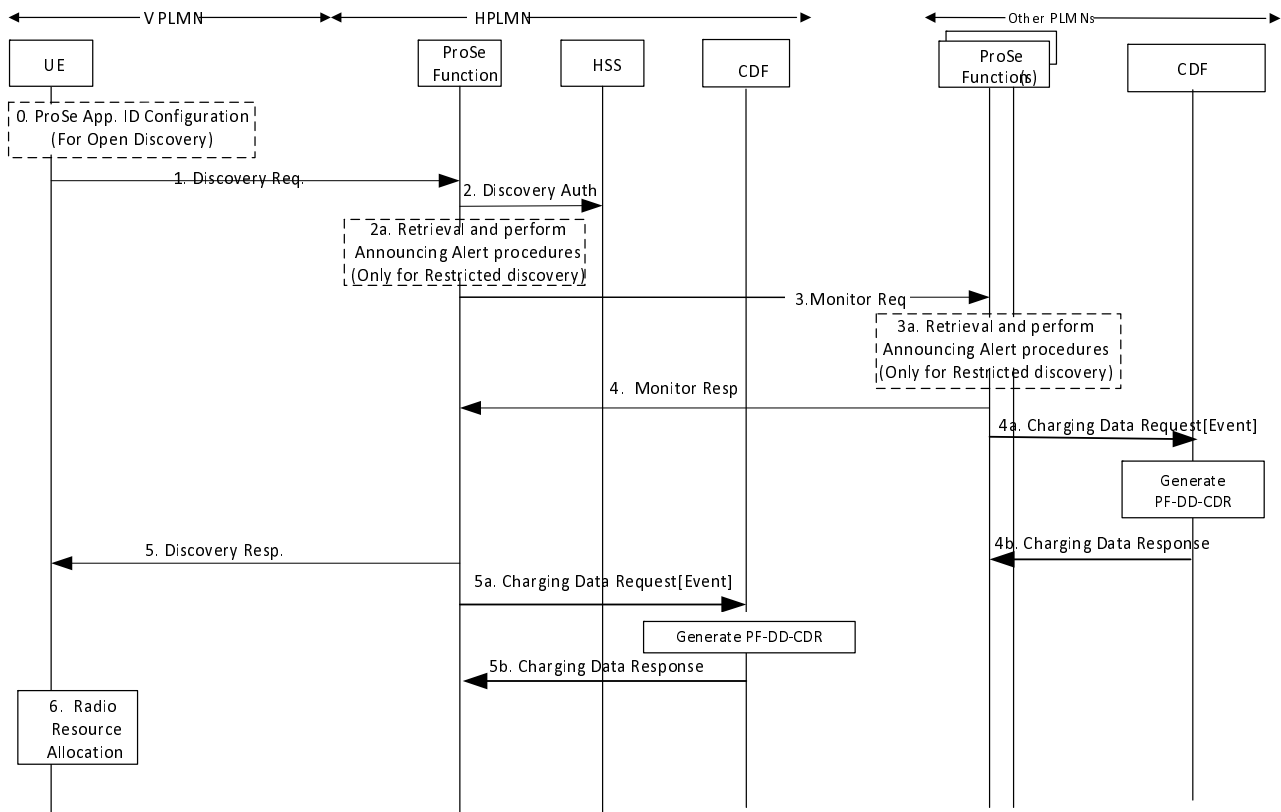 VPLMN
HPLMN
Other PLMNs
UE
ProSe
Function
HSS
CDF
ProSe
Function(s)
CDF
0. ProSe App. ID Configuration
(For Open Discovery)
1. Discovery Req.
2. Discovery Auth
2a. Retrieval and perform
Announcing Alert procedures
(Only for Restricted discovery)
3.Monitor Req
3a. Retrieval and perform
Announcing Alert procedures
(Only for Restricted discovery)
4. Monitor Resp
4a. Charging Data Request[Event]
Generate
PF-DD-CDR
4b. Charging Data Response
5. Discovery Resp.
5a. Charging Data Request[Event]
Generate PF-DD-CDR
5b. Charging Data Response
6. Radio
Resource
Allocation